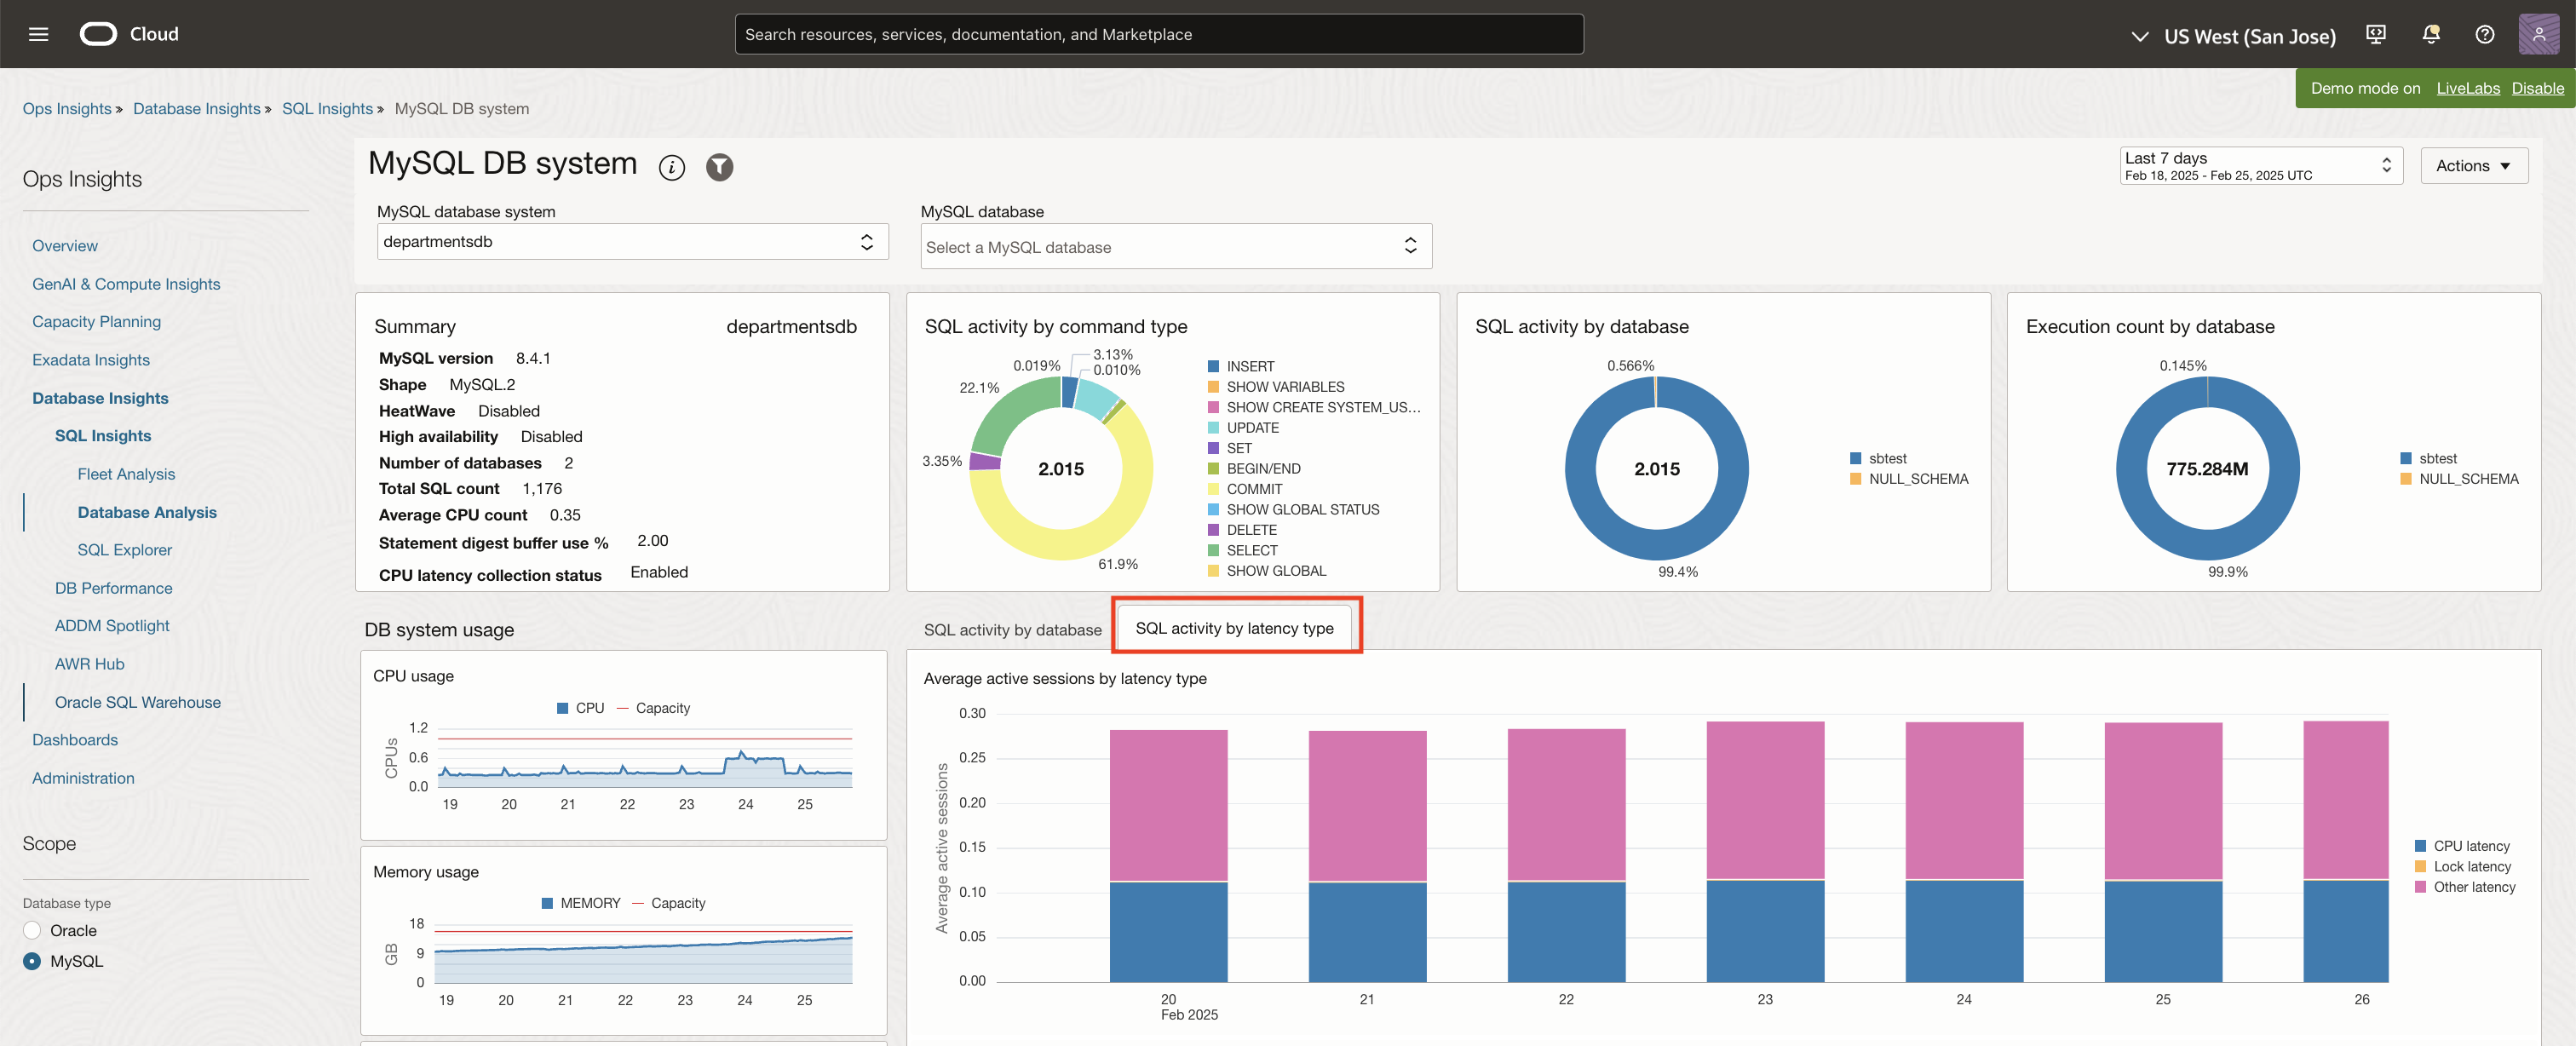 Cloud
Search resources, services, documentation, and Marketplace
US West (San Jose)
Demo mode on LiveLabs Disable
Ops Insights » Database Insights » SQL Insights » MySQL DB system
Ops Insights
Overview
GenAI & Compute Insights
Capacity Planning
Exadata Insights
Database Insights
SQL Insights
Fleet Analysis
Database Analysis
SQL Explorer
DB Performance
ADDM Spotlight
AWR Hub
Oracle SQL Warehouse
Dashboards
Administration
Scope
Database type
Oracle
MySQL
MySQL DB system
Last 7 days
Feb 18, 2025 - Feb 25, 2025 UTC
Actions
MySQL database system
departmentsdb
MySQL database
Select a MySQL database
Summary departmentsdb
MySQL version 8.4.1
Shape MySQL.2
HeatWave Disabled
High availability Disabled
Number of databases 2
Total SQL count 1,176
Average CPU count 0.35
Statement digest buffer use % 2.00
CPU latency collection status Enabled
SQL activity by command type
3.13%
0.019%
0.010%
22.1%
3.35%
2.015
61.9%
INSERT
SHOW VARIABLES
SHOW CREATE SYSTEM_US...
UPDATE
SET
BEGIN/END
COMMIT
SHOW GLOBAL STATUS
DELETE
SELECT
SHOW GLOBAL
SQL activity by database
0.566%
2.015
99.4%
sbtest
NULL_SCHEMA
Execution count by database
0.145%
775.284M
99.9%
sbtest
NULL_SCHEMA
DB system usage
CPU usage
CPU Capacity
CPUs
1.2
0.6
0.0
19 20 21 22 23 24 25
Memory usage
MEMORY Capacity
GB
18
9
0
19 20 21 22 23 24 25
SQL activity by database
SQL activity by latency type
Average active sessions by latency type
Average active sessions
0.30
0.25
0.20
0.15
0.10
0.05
0.00
20 21 22 23 24 25 26
Feb 2025
CPU latency
Lock latency
Other latency